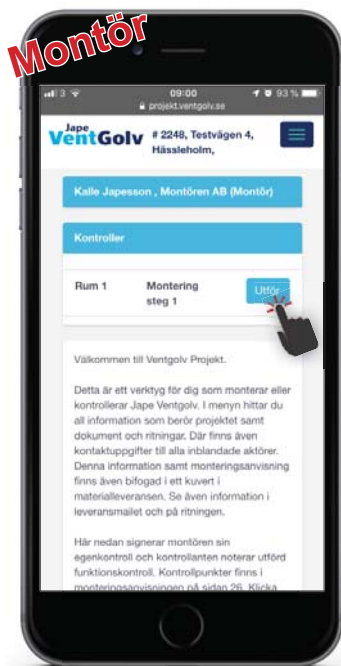 Montör
3
09:00
93 %
projekt.ventgolv.se
Jape
VentGolv
# 2248, Testvägen 4,
Hässleholm,
Kalle Japesson , Montören AB (Montör)
Kontroller
Rum 1 Montering Utför
steg 1
Välkommen till Ventgolv Projekt.
Detta är ett verktyg för dig som monterar eller
kontrollerar Jape Ventgolv. I menyn hittar du
all information som berör projektet samt
dokument och ritningar. Där finns även
kontaktuppgifter till alla inblandade aktörer.
Denna information samt monteringsanvisning
finns även bifogad i ett kuvert i
materialleveransen. Se även information i
leveransmailet och på ritningen.
Här nedan signerar montören sin
egenkontroll och kontrollanten noterar utförd
funktionskontroll. Kontrollpunkter finns i
monteringsanvisningen på sidan 26. Klicka